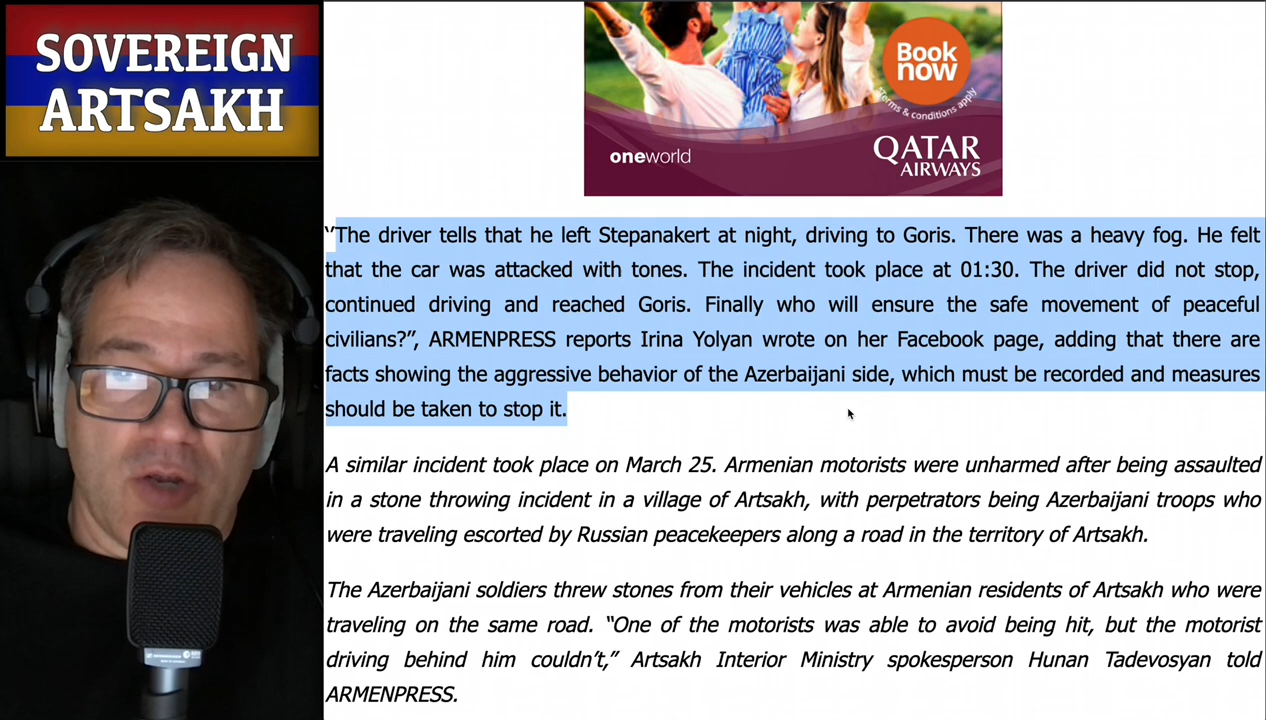 SOVEREIGN
ARTSAKH
Book
now
Terms & conditions apply
oneworld
QATAR
AIRWAYS
‘’The driver tells that he left Stepanakert at night, driving to Goris. There was a heavy fog. He felt
that the car was attacked with tones. The incident took place at 01:30. The driver did not stop,
continued driving and reached Goris. Finally who will ensure the safe movement of peaceful
civilians?”, ARMENPRESS reports Irina Yolyan wrote on her Facebook page, adding that there are
facts showing the aggressive behavior of the Azerbaijani side, which must be recorded and measures
should be taken to stop it.
A similar incident took place on March 25. Armenian motorists were unharmed after being assaulted
in a stone throwing incident in a village of Artsakh, with perpetrators being Azerbaijani troops who
were traveling escorted by Russian peacekeepers along a road in the territory of Artsakh.
The Azerbaijani soldiers threw stones from their vehicles at Armenian residents of Artsakh who were
traveling on the same road. “One of the motorists was able to avoid being hit, but the motorist
driving behind him couldn’t,” Artsakh Interior Ministry spokesperson Hunan Tadevosyan told
ARMENPRESS.